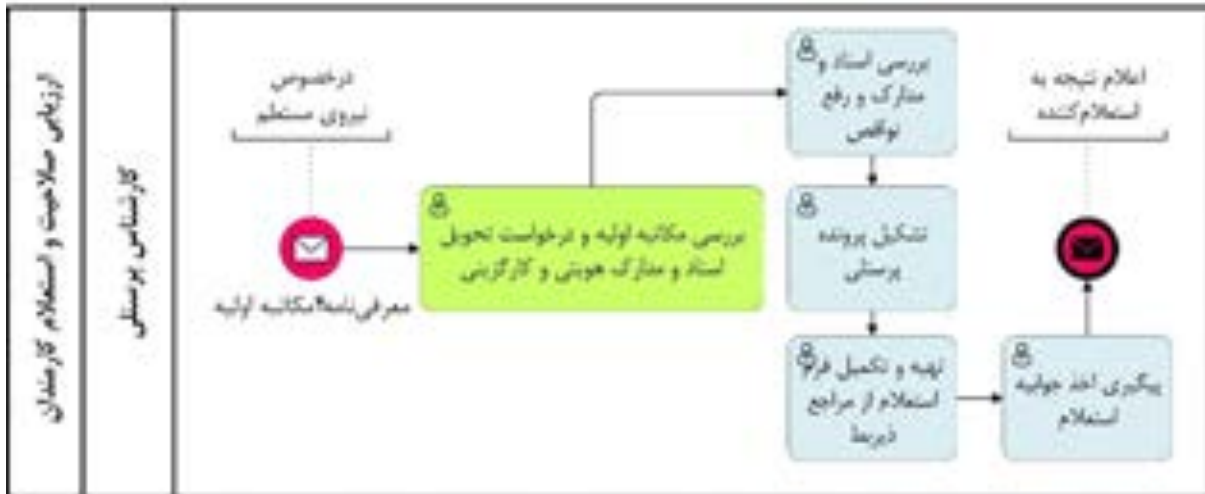 ارزیابی صلاحیت و استعلام کارمندان
کارشناس پرسنلی
درخصوص
نیروی مستعلم
معرفی‌نامه/مکاتبه اولیه
بررسی مکاتبه اولیه و درخواست تحویل
اسناد و مدارک هویتی و کارگزینی
بررسی اسناد و
مدارک و رفع
نواقص
تشکیل پرونده
پرسنلی
تهیه و تکمیل فرم
استعلام از مراجع
ذیربط
پیگیری اخذ جوابیه
استعلام
اعلام نتیجه به
استعلام‌کننده